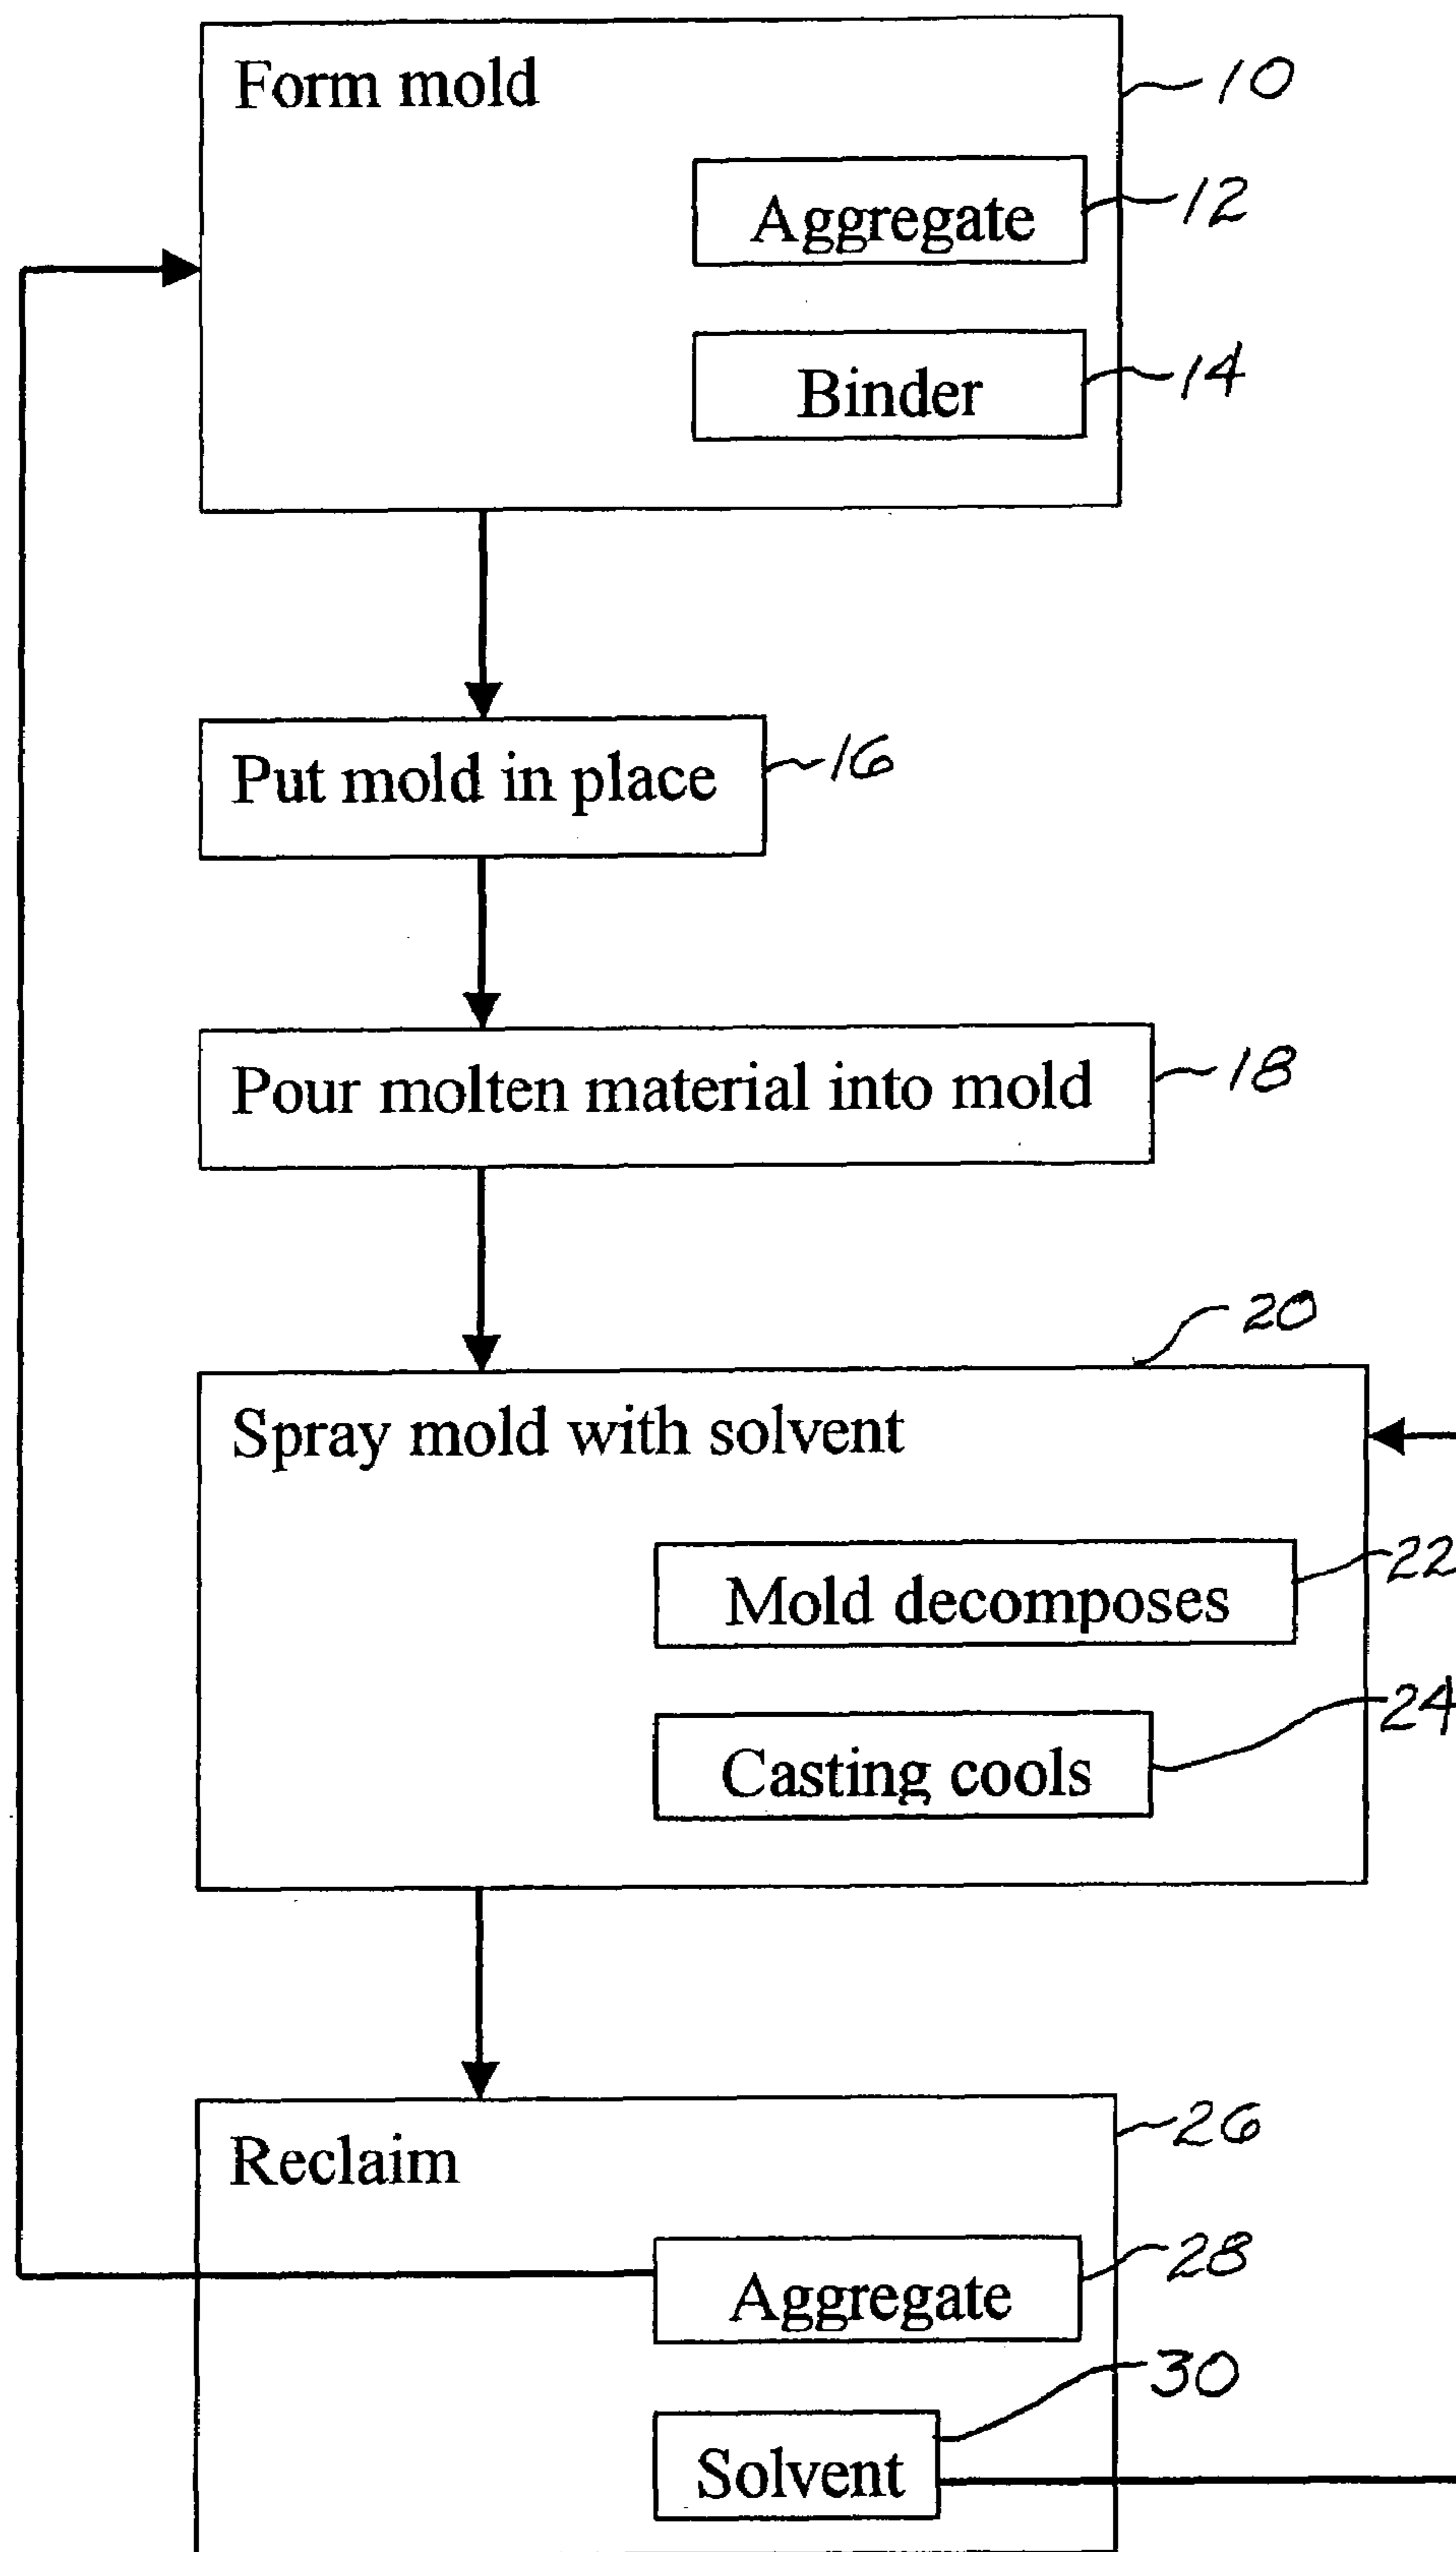 Form mold
10
Aggregate
12
Binder
14
Put mold in place
16
Pour molten material into mold
18
20
Spray mold with solvent
Mold decomposes
22
Casting cools
24
Reclaim
26
Aggregate
28
Solvent
30